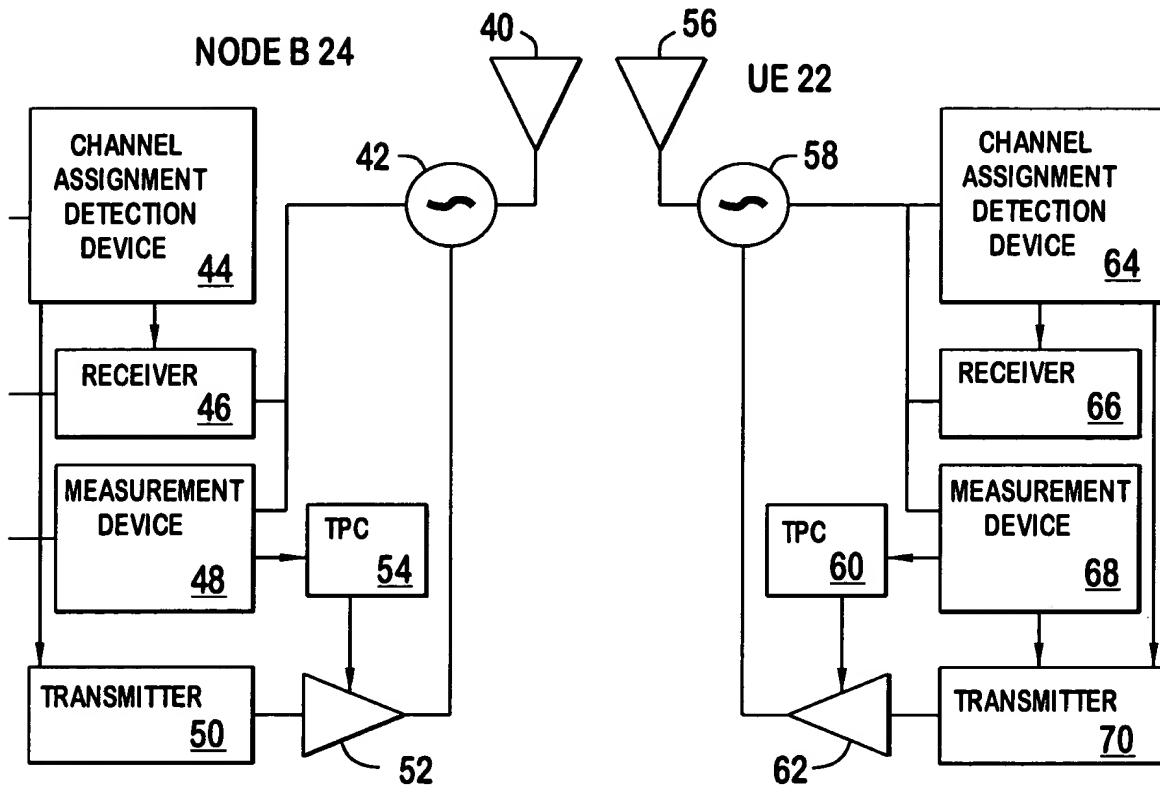 NODE B 24
40
56
UE 22
CHANNEL
ASSIGNMENT
DETECTION
DEVICE
44
42
58
CHANNEL
ASSIGNMENT
DETECTION
DEVICE
64
RECEIVER
46
RECEIVER
66
MEASUREMENT
DEVICE
48
TPC
54
TPC
60
MEASUREMENT
DEVICE
68
TRANSMITTER
50
52
62
TRANSMITTER
70